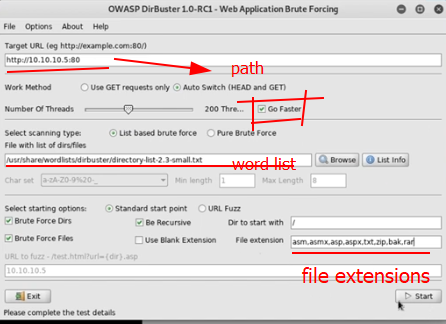 OWASP DirBuster 1.0-RC1 - Web Application Brute Forcing
File Options About Help
Target URL (eg http://example.com:80/)
http://10.10.10.5:80
path
Work Method Use GET requests only Auto Switch (HEAD and GET)
Number Of Threads 200 Thre... Go Faster
Select scanning type: List based brute force Pure Brute Force
File with list of dirs/files
/usr/share/wordlists/dirbuster/directory-list-2.3-small.txt word list Browse List Info
Char set a-zA-Z0-9%20-_ Min length 1 Max Length 8
Select starting options: Standard start point URL Fuzz
Brute Force Dirs Be Recursive Dir to start with /
Brute Force Files Use Blank Extension File extension asm,asmx,asp,aspx,txt,zip,bak,rar
URL to fuzz - /test.html?url={dir}.asp
10.10.10.5
file extensions
Exit Start
Please complete the test details